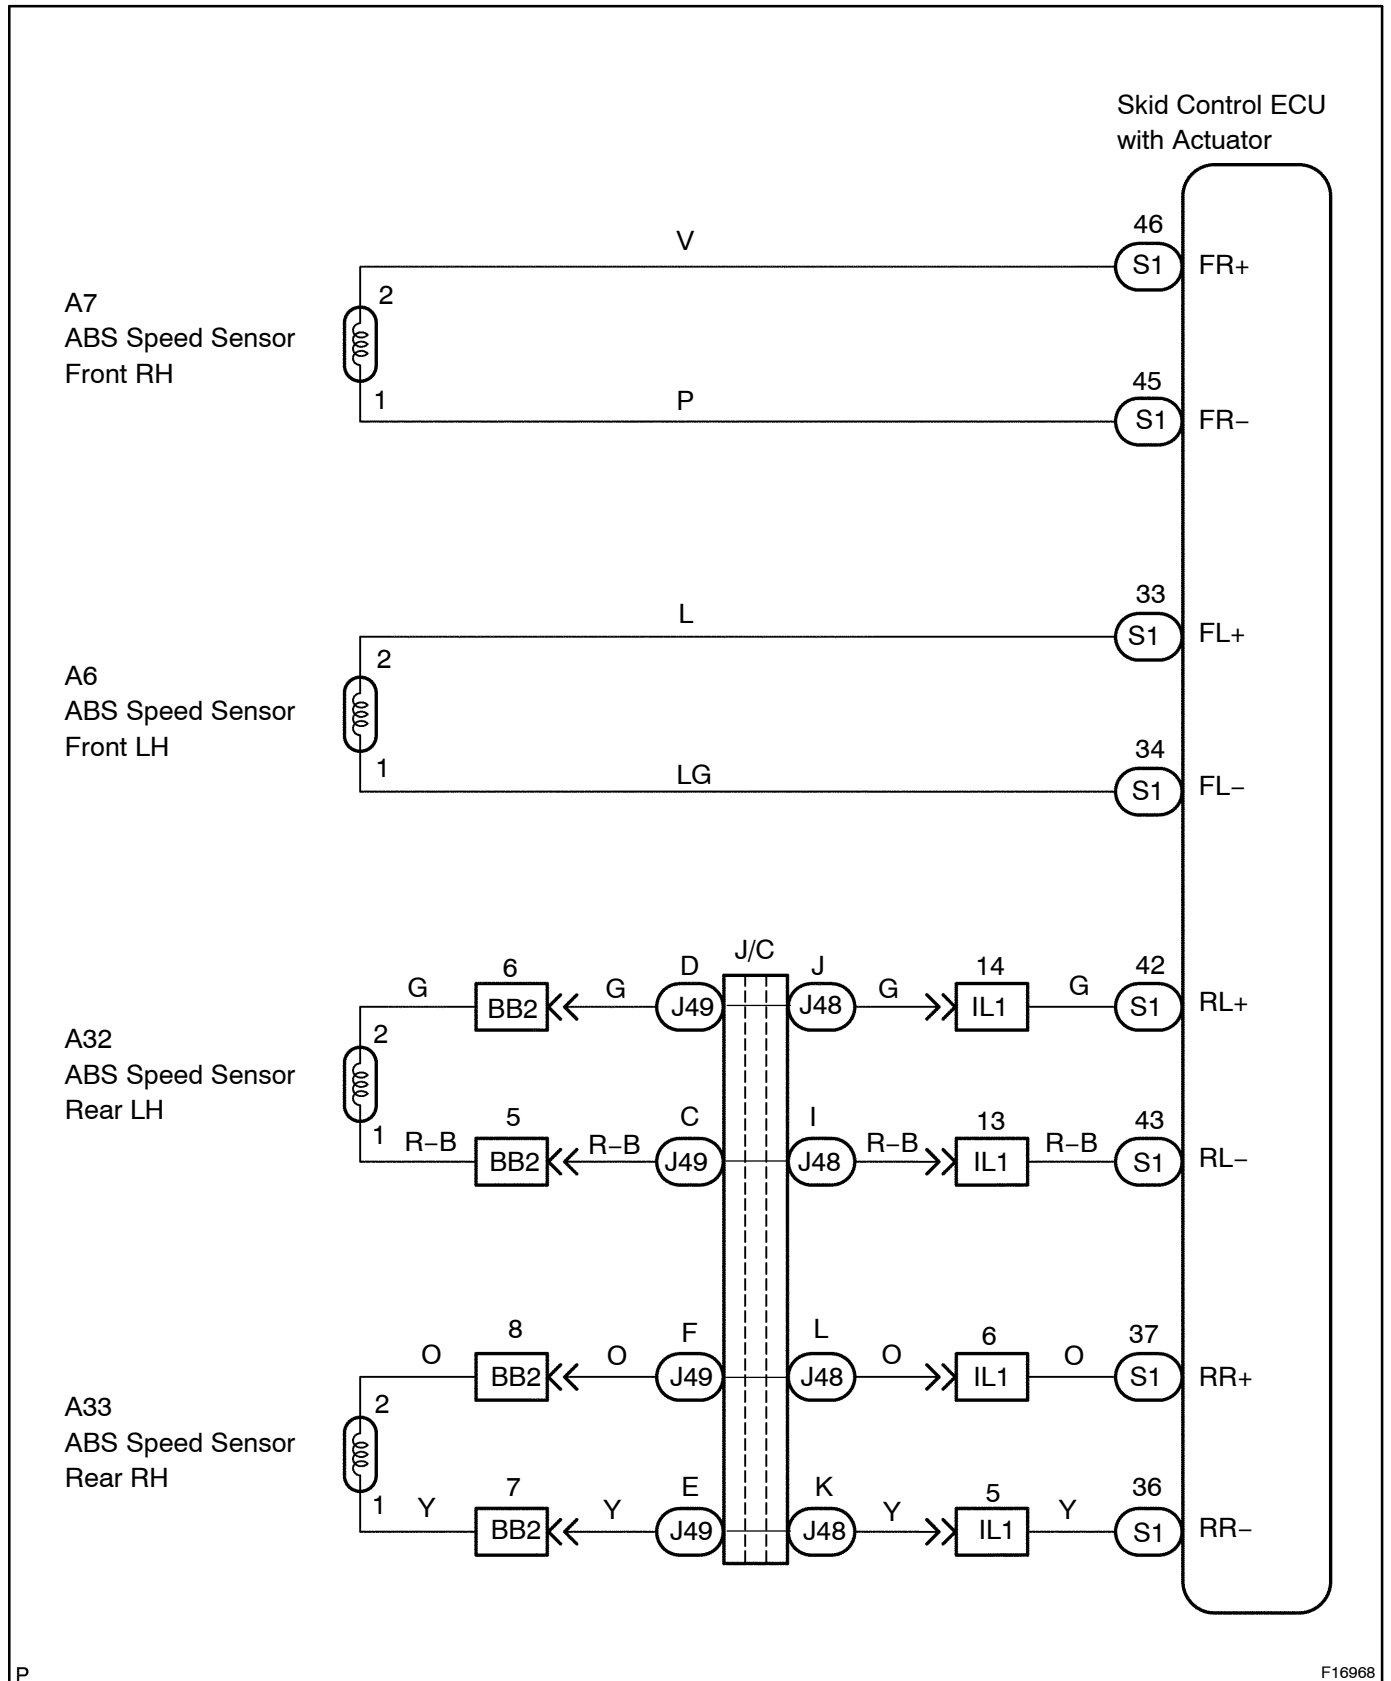 Skid Control ECU
with Actuator
46
V
S1
FR+
A7
ABS Speed Sensor
Front RH
2
1
45
P
S1
FR−
33
L
S1
FL+
A6
ABS Speed Sensor
Front LH
2
1
34
LG
S1
FL−
J/C
6
D
J
14
42
G
BB2
G
J49
J48
G
IL1
G
S1
RL+
A32
ABS Speed Sensor
Rear LH
2
1
5
C
I
13
43
R−B
BB2
R−B
J49
J48
R−B
IL1
R−B
S1
RL−
8
F
L
6
37
O
BB2
O
J49
J48
O
IL1
O
S1
RR+
A33
ABS Speed Sensor
Rear RH
2
1
7
E
K
5
36
Y
BB2
Y
J49
J48
Y
IL1
Y
S1
RR−
P
F16968